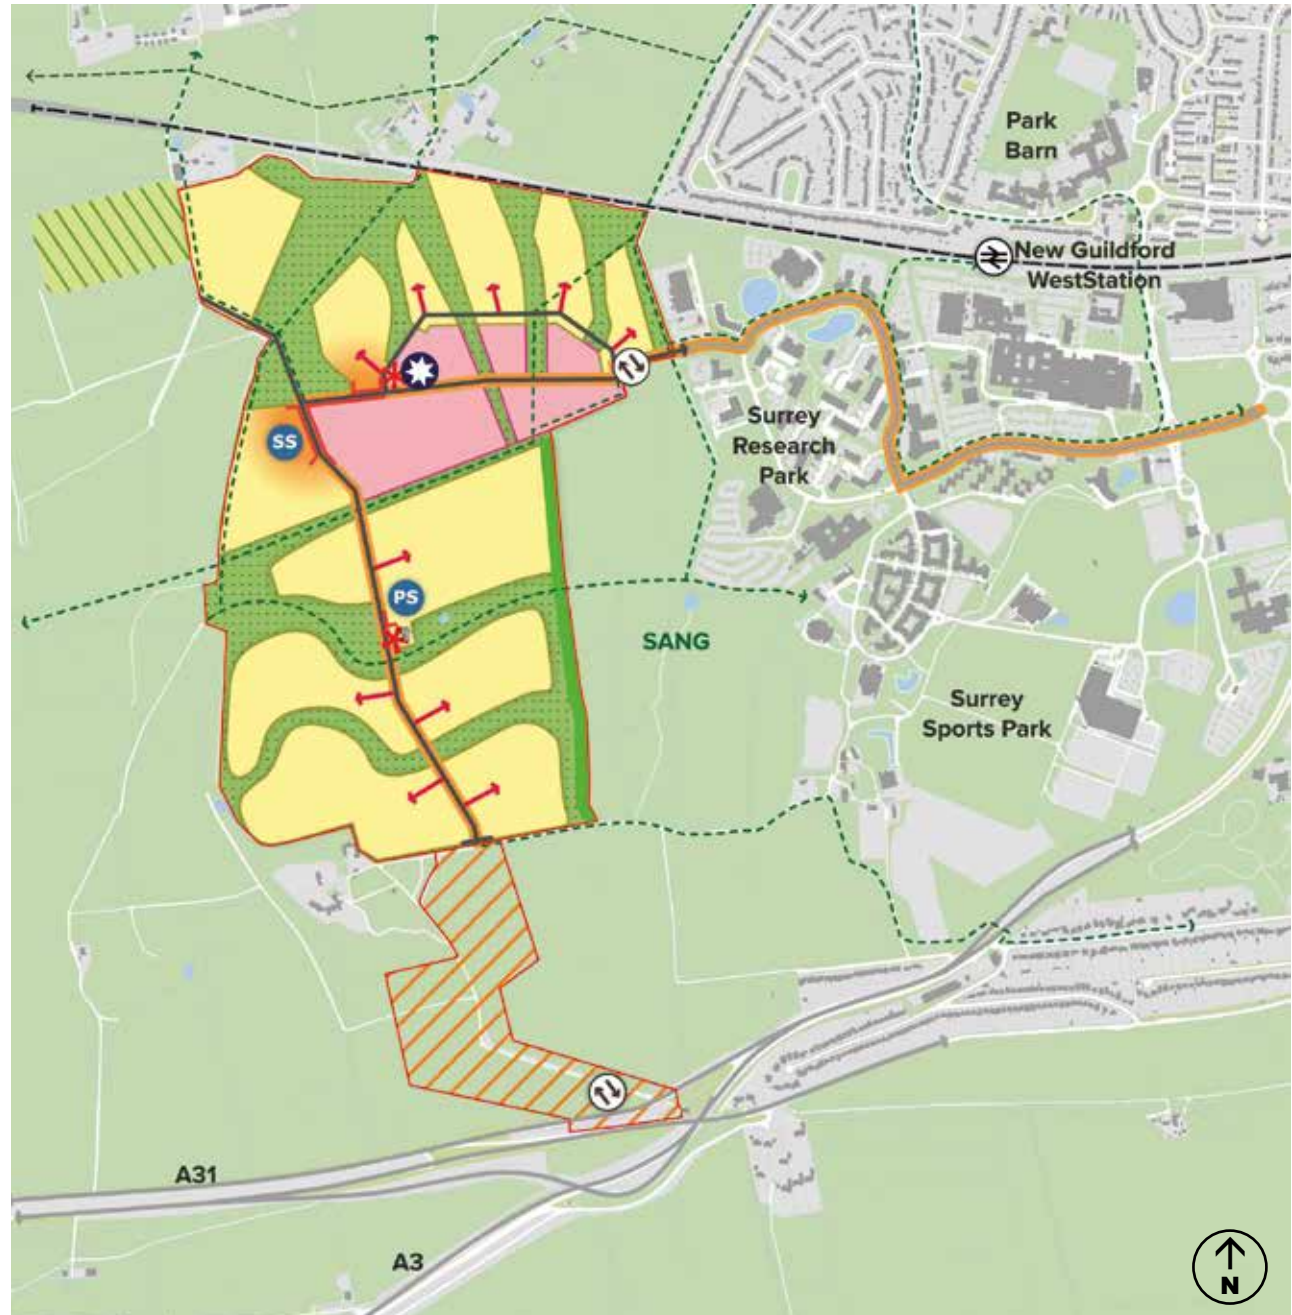 Park
Barn
New Guildford
WestStation
Surrey
Research
Park
SS
PS
SANG
Surrey
Sports Park
A31
A3
N